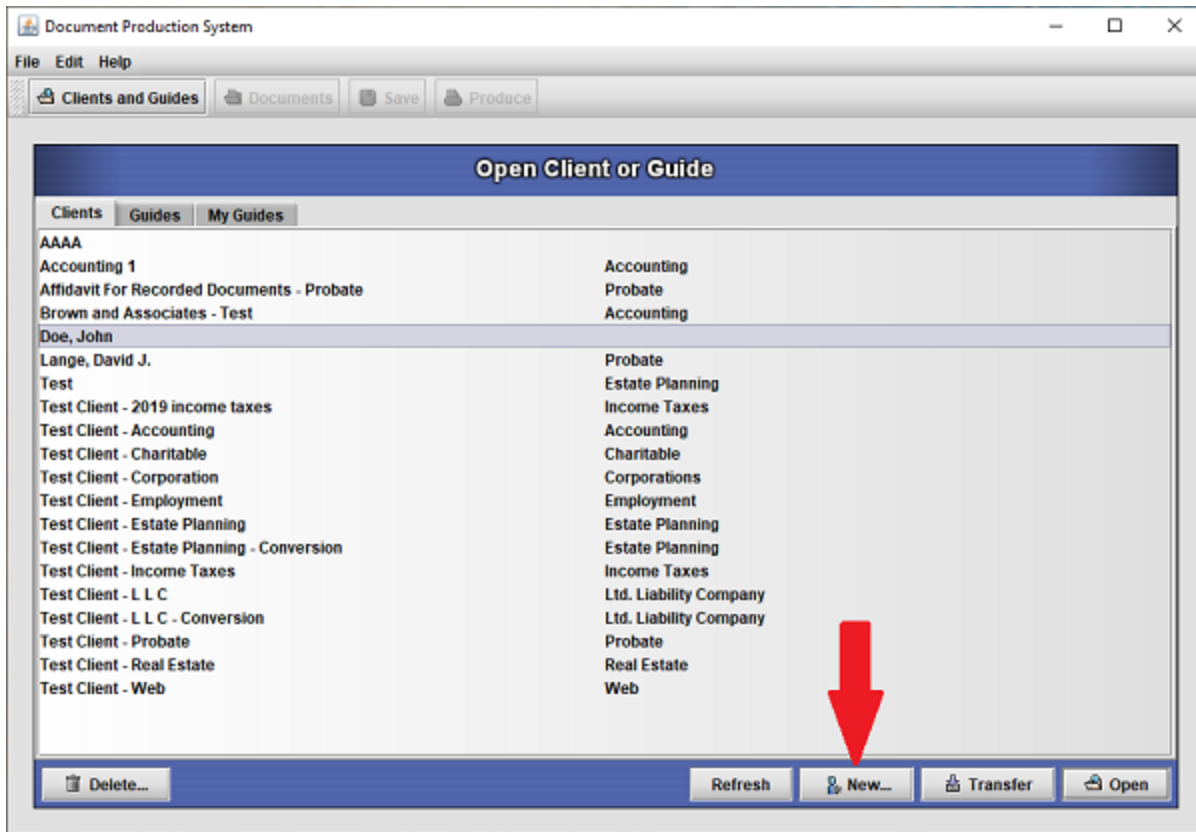 Document Production System
File Edit Help
Clients and Guides Documents Save Produce
Open Client or Guide
Clients Guides My Guides
AAAA
Accounting 1 Accounting
Affidavit For Recorded Documents - Probate Probate
Brown and Associates - Test Accounting
Doe, John
Lange, David J. Probate
Test Estate Planning
Test Client - 2019 income taxes Income Taxes
Test Client - Accounting Accounting
Test Client - Charitable Charitable
Test Client - Corporation Corporations
Test Client - Employment Employment
Test Client - Estate Planning Estate Planning
Test Client - Estate Planning - Conversion Estate Planning
Test Client - Income Taxes Income Taxes
Test Client - L L C Ltd. Liability Company
Test Client - L L C - Conversion Ltd. Liability Company
Test Client - Probate Probate
Test Client - Real Estate Real Estate
Test Client - Web Web
Delete... Refresh New... Transfer Open